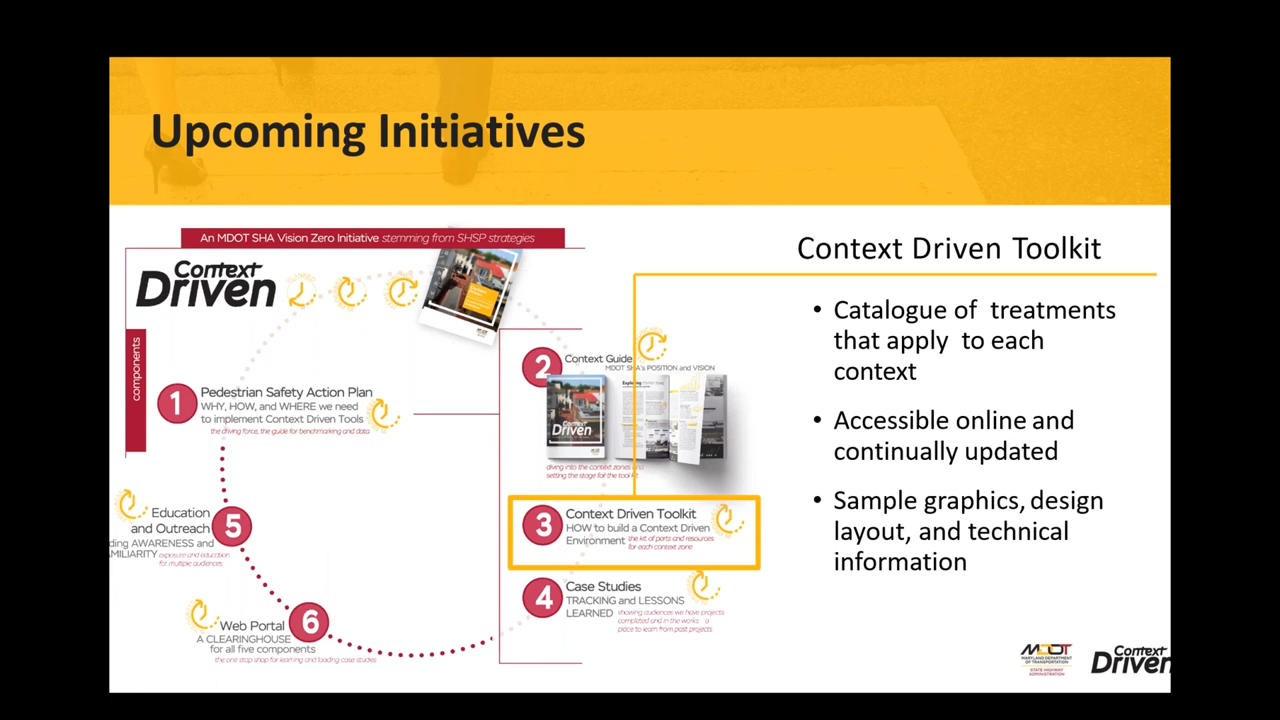 Upcoming Initiatives
An MDOT SHA Vision Zero Initiative stemming from SHSP strategies
Context
Driven
components
1
Pedestrian Safety Action Plan
WHY, HOW, and WHERE we need
to implement Context Driven Tools
the driving force, the guide for benchmarking and data
2
Context Guide
MDOT SHA's POSITION and VISION
Context
Driven
diving into the context zones and
setting the stage for the tool kit
3
Context Driven Toolkit
HOW to build a Context Driven
Environment the kit of parts and resources
for each context zone
4
Case Studies
TRACKING and LESSONS
LEARNED showing audiences we have projects
completed and in the works a
place to learn from past projects
5
Education
and Outreach
ding AWARENESS and
MILIARITY exposure and education
for multiple audiences
6
Web Portal
A CLEARINGHOUSE
for all five components
the one stop shop for learning and loading case studies
Context Driven Toolkit
• Catalogue of treatments
that apply to each
context
• Accessible online and
continually updated
• Sample graphics, design
layout, and technical
information
MDOT
MARYLAND DEPARTMENT
OF TRANSPORTATION
STATE HIGHWAY
ADMINISTRATION
Context
Driven